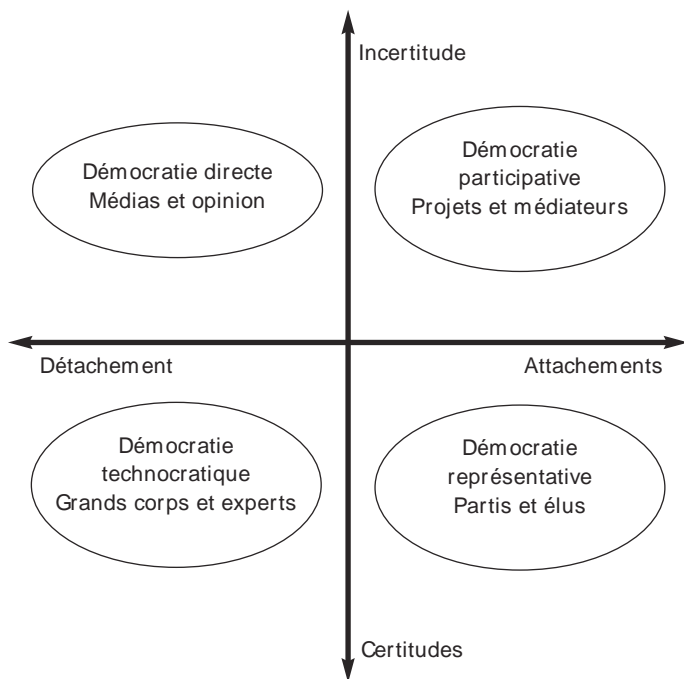 Incertitude
Démocratie directe
Médias et opinion
Démocratie
participative
Projets et médiateurs
Détachement
Attachements
Démocratie
technocratique
Grands corps et experts
Démocratie
représentative
Partis et élus
Certitudes